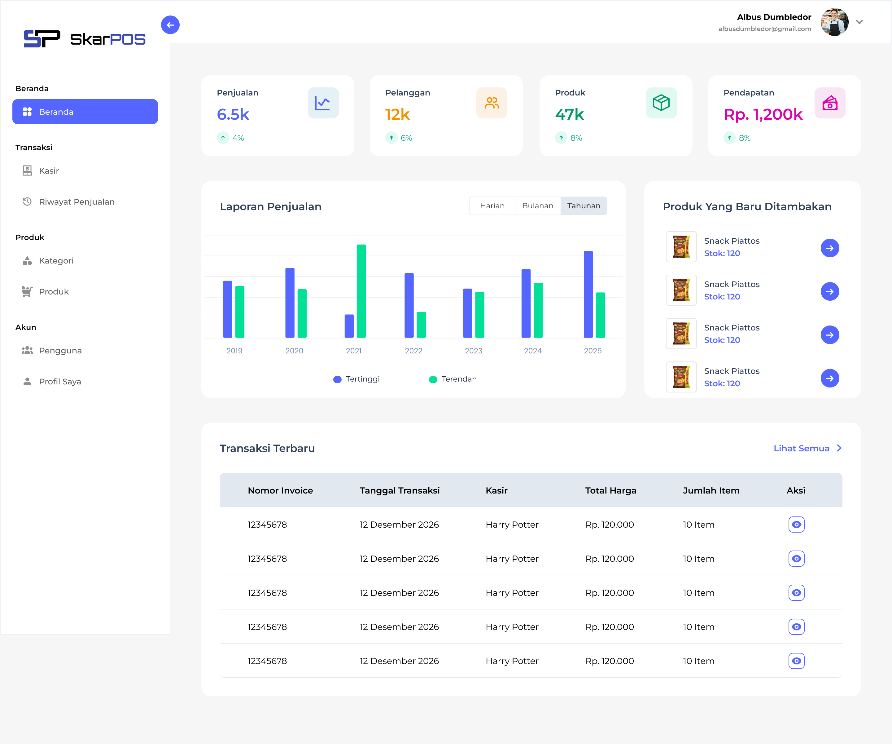 Albus Dumbledor
albusdumbledor@gmail.com
SP SkarPOS
Beranda
Beranda
Transaksi
Kasir
Riwayat Penjualan
Produk
Kategori
Produk
Akun
Pengguna
Profil Saya
Penjualan
6.5k
4%
Pelanggan
12k
6%
Produk
47k
8%
Pendapatan
Rp. 1,200k
8%
Laporan Penjualan
Harian Bulanan Tahunan
2019 2020 2021 2022 2023 2024 2025
Tertinggi Terendah
Produk Yang Baru Ditambakan
Snack Piattos
Stok: 120
Snack Piattos
Stok: 120
Snack Piattos
Stok: 120
Snack Piattos
Stok: 120
Transaksi Terbaru
Lihat Semua
Nomor Invoice Tanggal Transaksi Kasir Total Harga Jumlah Item Aksi
12345678 12 Desember 2026 Harry Potter Rp. 120.000 10 Item
12345678 12 Desember 2026 Harry Potter Rp. 120.000 10 Item
12345678 12 Desember 2026 Harry Potter Rp. 120.000 10 Item
12345678 12 Desember 2026 Harry Potter Rp. 120.000 10 Item
12345678 12 Desember 2026 Harry Potter Rp. 120.000 10 Item